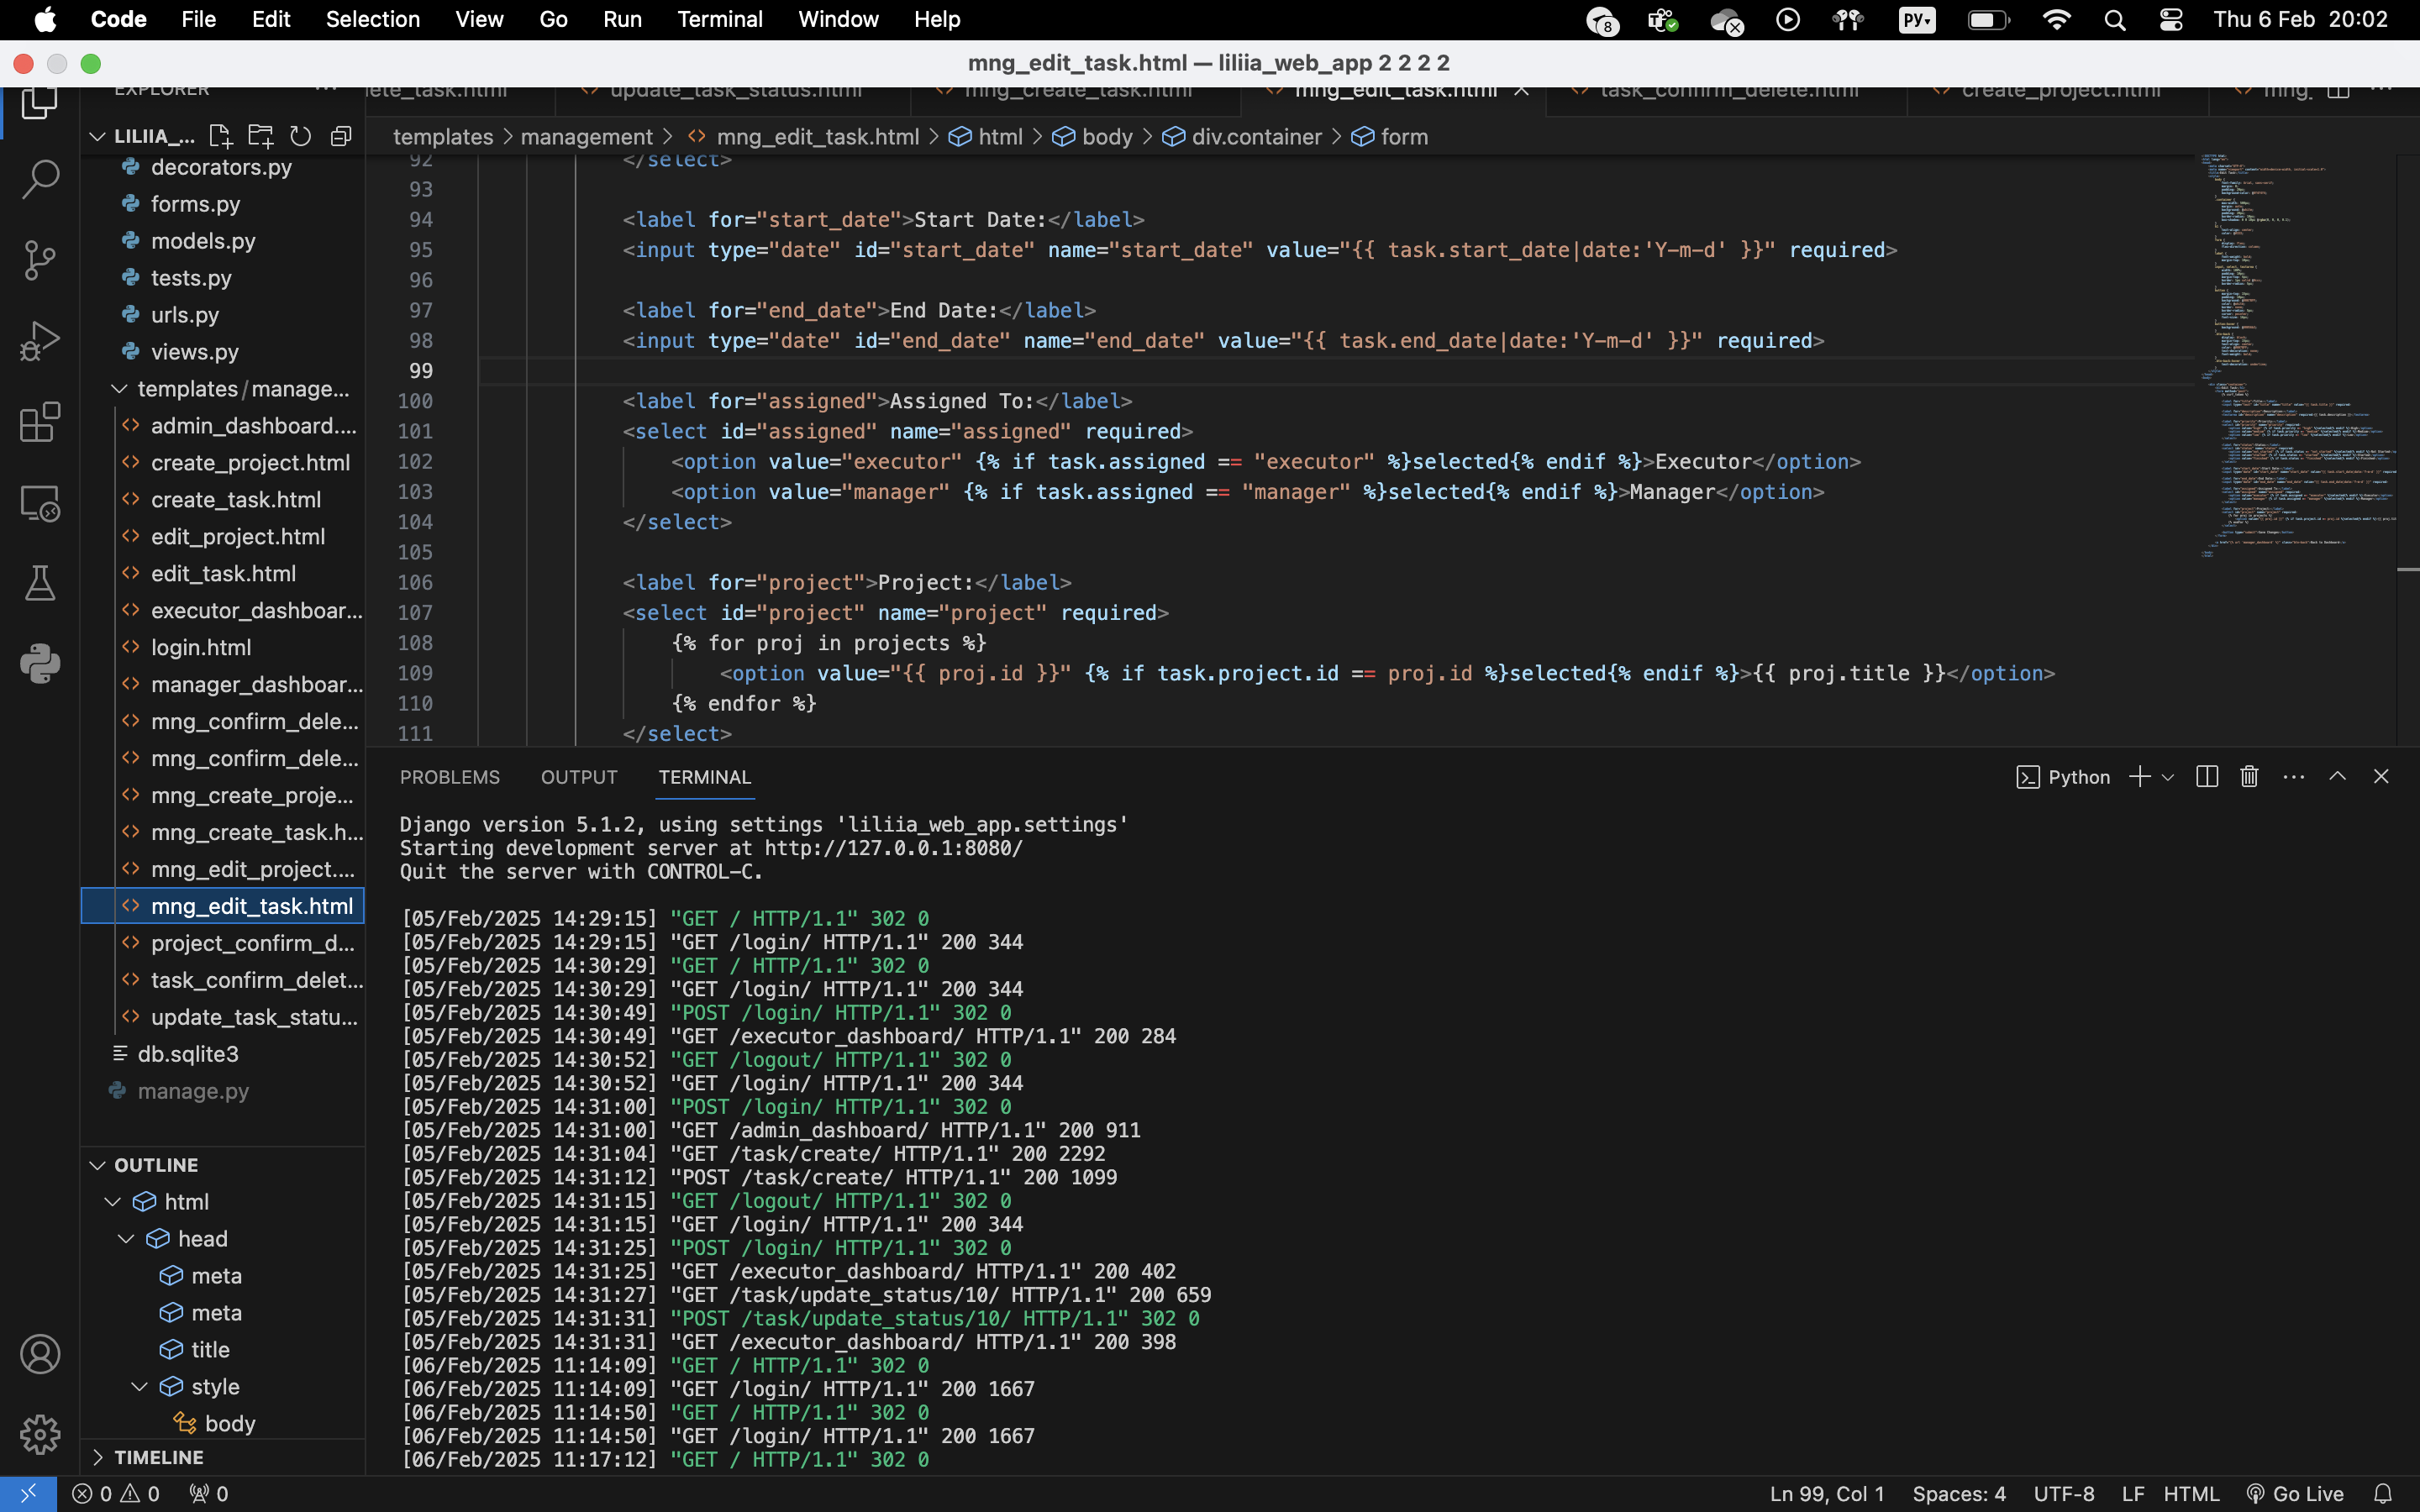 Code File Edit Selection View Go Run Terminal Window Help 8 РУ Thu 6 Feb 20:02
mng_edit_task.html — liliia_web_app 2 2 2 2
EXPLORER
ete_task.html update_task_status.html mng_create_task.html mng_edit_task.html task_confirm_delete.html create_project.html mng_
LILIIA_...
templates > management > mng_edit_task.html > html > body > div.container > form
decorators.py
forms.py
models.py
tests.py
urls.py
views.py
templates/manage...
admin_dashboard....
create_project.html
create_task.html
edit_project.html
edit_task.html
executor_dashboar...
login.html
manager_dashboar...
mng_confirm_dele...
mng_confirm_dele...
mng_create_proje...
mng_create_task.h...
mng_edit_project....
mng_edit_task.html
project_confirm_d...
task_confirm_delet...
update_task_statu...
db.sqlite3
manage.py
OUTLINE
html
head
meta
meta
title
style
body
TIMELINE
92 </select>
93
94 <label for="start_date">Start Date:</label>
95 <input type="date" id="start_date" name="start_date" value="{{ task.start_date|date:'Y-m-d' }}" required>
96
97 <label for="end_date">End Date:</label>
98 <input type="date" id="end_date" name="end_date" value="{{ task.end_date|date:'Y-m-d' }}" required>
99
100 <label for="assigned">Assigned To:</label>
101 <select id="assigned" name="assigned" required>
102 <option value="executor" {% if task.assigned == "executor" %}selected{% endif %}>Executor</option>
103 <option value="manager" {% if task.assigned == "manager" %}selected{% endif %}>Manager</option>
104 </select>
105
106 <label for="project">Project:</label>
107 <select id="project" name="project" required>
108 {% for proj in projects %}
109 <option value="{{ proj.id }}" {% if task.project.id == proj.id %}selected{% endif %}>{{ proj.title }}</option>
110 {% endfor %}
111 </select>
PROBLEMS OUTPUT TERMINAL Python
Django version 5.1.2, using settings 'liliia_web_app.settings'
Starting development server at http://127.0.0.1:8080/
Quit the server with CONTROL-C.
[05/Feb/2025 14:29:15] "GET / HTTP/1.1" 302 0
[05/Feb/2025 14:29:15] "GET /login/ HTTP/1.1" 200 344
[05/Feb/2025 14:30:29] "GET / HTTP/1.1" 302 0
[05/Feb/2025 14:30:29] "GET /login/ HTTP/1.1" 200 344
[05/Feb/2025 14:30:49] "POST /login/ HTTP/1.1" 302 0
[05/Feb/2025 14:30:49] "GET /executor_dashboard/ HTTP/1.1" 200 284
[05/Feb/2025 14:30:52] "GET /logout/ HTTP/1.1" 302 0
[05/Feb/2025 14:30:52] "GET /login/ HTTP/1.1" 200 344
[05/Feb/2025 14:31:00] "POST /login/ HTTP/1.1" 302 0
[05/Feb/2025 14:31:00] "GET /admin_dashboard/ HTTP/1.1" 200 911
[05/Feb/2025 14:31:04] "GET /task/create/ HTTP/1.1" 200 2292
[05/Feb/2025 14:31:12] "POST /task/create/ HTTP/1.1" 200 1099
[05/Feb/2025 14:31:15] "GET /logout/ HTTP/1.1" 302 0
[05/Feb/2025 14:31:15] "GET /login/ HTTP/1.1" 200 344
[05/Feb/2025 14:31:25] "POST /login/ HTTP/1.1" 302 0
[05/Feb/2025 14:31:25] "GET /executor_dashboard/ HTTP/1.1" 200 402
[05/Feb/2025 14:31:27] "GET /task/update_status/10/ HTTP/1.1" 200 659
[05/Feb/2025 14:31:31] "POST /task/update_status/10/ HTTP/1.1" 302 0
[05/Feb/2025 14:31:31] "GET /executor_dashboard/ HTTP/1.1" 200 398
[06/Feb/2025 11:14:09] "GET / HTTP/1.1" 302 0
[06/Feb/2025 11:14:09] "GET /login/ HTTP/1.1" 200 1667
[06/Feb/2025 11:14:50] "GET / HTTP/1.1" 302 0
[06/Feb/2025 11:14:50] "GET /login/ HTTP/1.1" 200 1667
[06/Feb/2025 11:17:12] "GET / HTTP/1.1" 302 0
0 0 0 Ln 99, Col 1 Spaces: 4 UTF-8 LF HTML Go Live